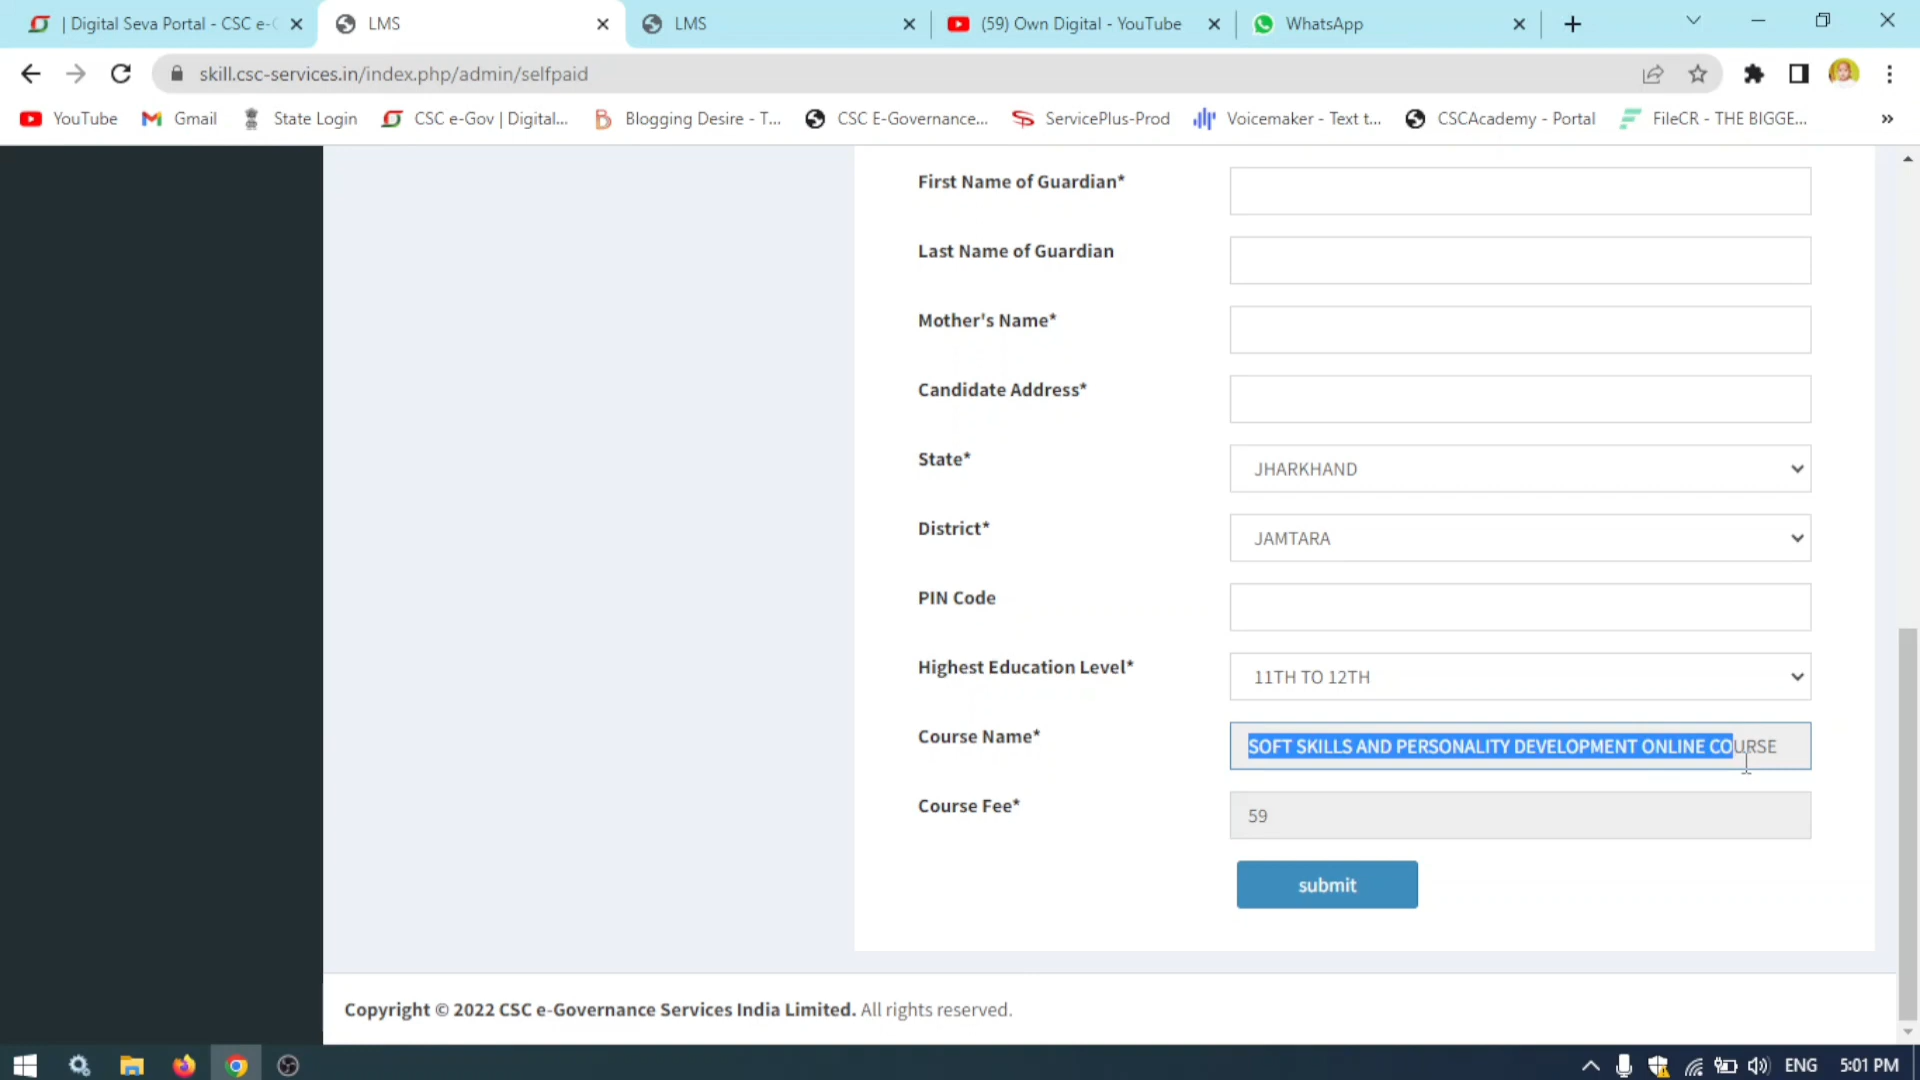 | Digital Seva Portal - CSC e-G
LMS
LMS
(59) Own Digital - YouTube
WhatsApp
skill.csc-services.in/index.php/admin/selfpaid
YouTube
Gmail
State Login
CSC e-Gov | Digital...
Blogging Desire - T...
CSC E-Governance...
ServicePlus-Prod
Voicemaker - Text t...
CSCAcademy - Portal
FileCR - THE BIGGE...
»
First Name of Guardian*
Last Name of Guardian
Mother's Name*
Candidate Address*
State*
JHARKHAND
District*
JAMTARA
PIN Code
Highest Education Level*
11TH TO 12TH
Course Name*
SOFT SKILLS AND PERSONALITY DEVELOPMENT ONLINE COURSE
Course Fee*
59
submit
Copyright © 2022 CSC e-Governance Services India Limited. All rights reserved.
ENG
5:01 PM